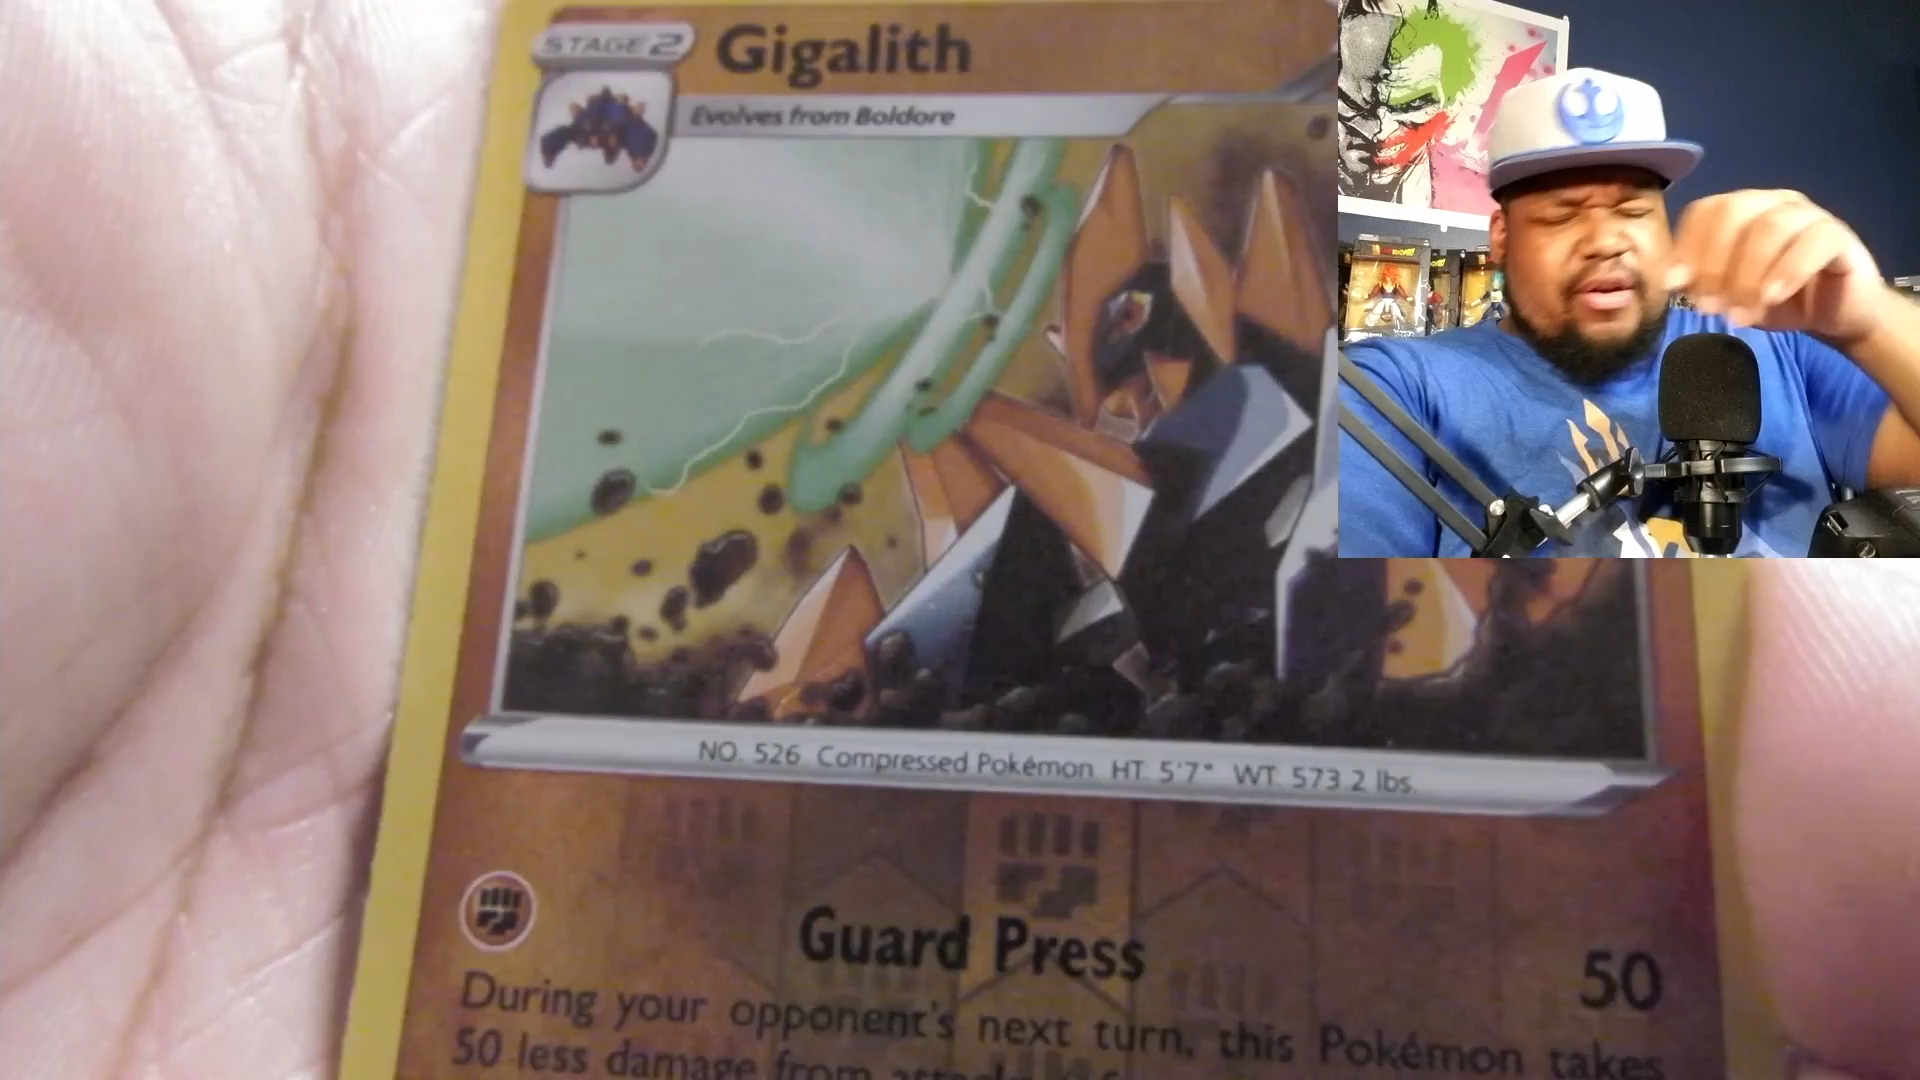 STAGE 2
Gigalith
Evolves from Boldore
NO. 526 Compressed Pokémon HT. 5'7" WT. 573.2 lbs.
Guard Press 50
During your opponent's next turn, this Pokémon takes
50 less damage from